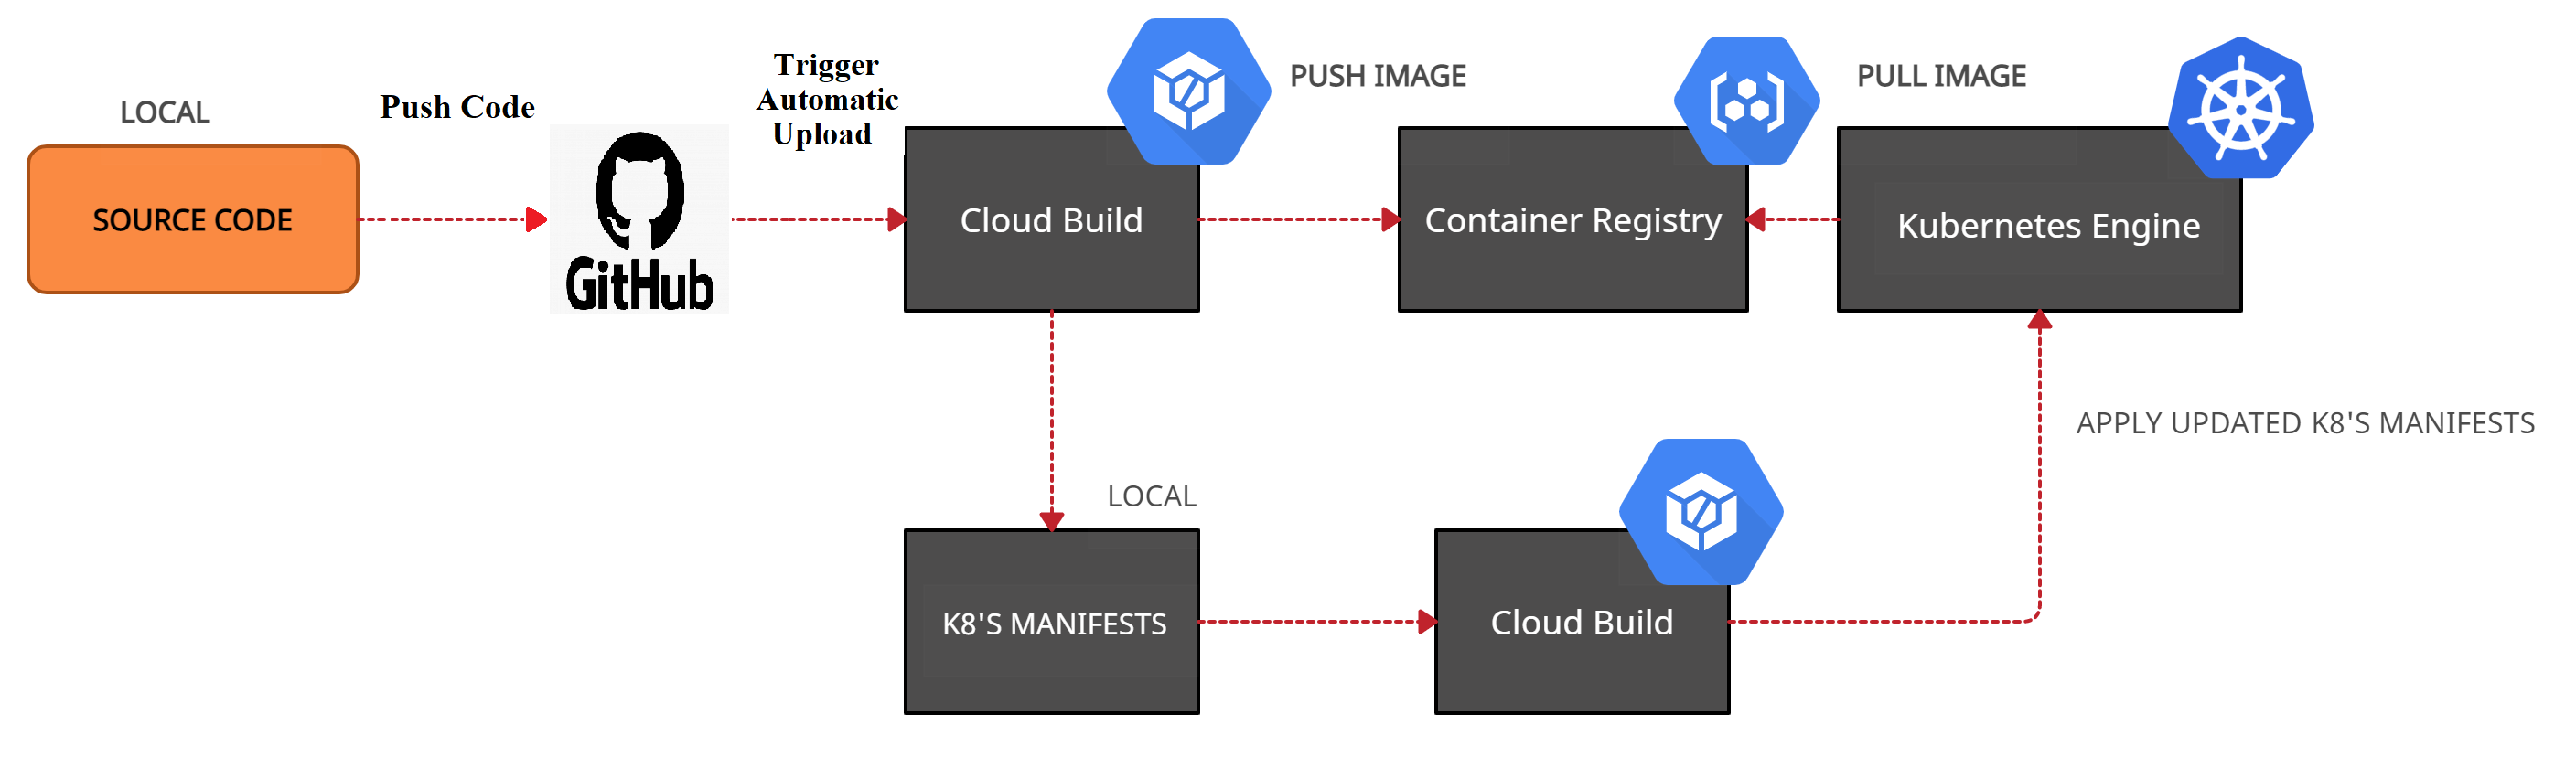 LOCAL
SOURCE CODE
Push Code
GitHub
Trigger
Automatic
Upload
Cloud Build
PUSH IMAGE
Container Registry
PULL IMAGE
Kubernetes Engine
APPLY UPDATED K8'S MANIFESTS
LOCAL
K8'S MANIFESTS
Cloud Build